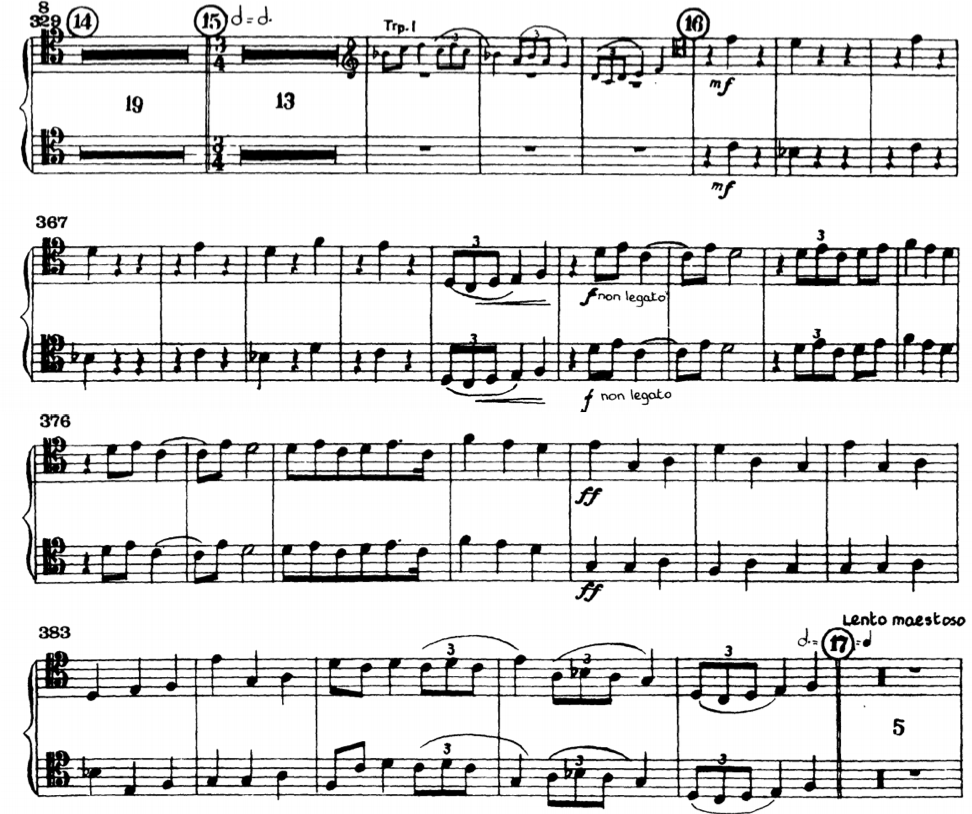 8
329 14 15 𝅗𝅥 = 𝅗𝅥. Trp. I 16
3 4 3 3 3
19 13
3 4
mf
mf
367
3 3
f non legato
3 3
f non legato
376
ff
ff
383 Lento maestoso
𝅗𝅥. = 17 = 𝅗𝅥
3 3 3
5
3 3 3